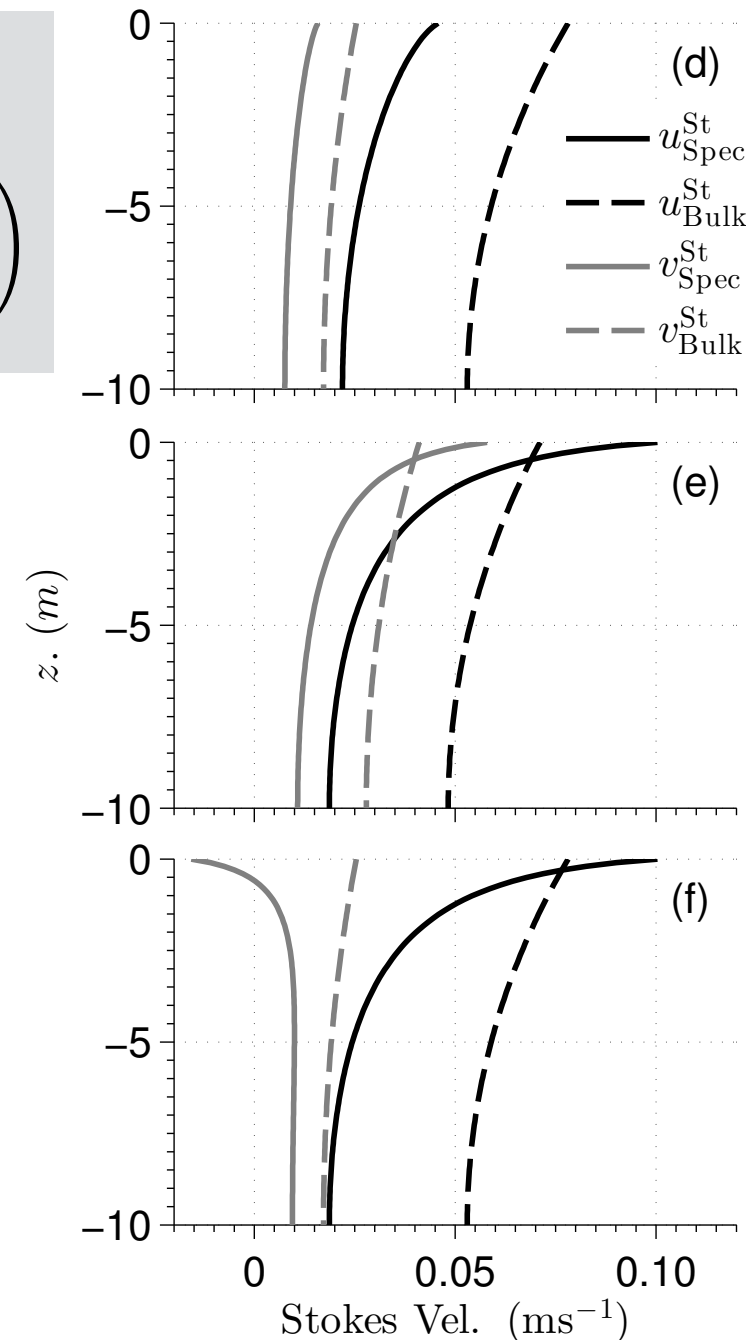 0
(d)
u^St_Spec
u^St_Bulk
−5
v^St_Spec
v^St_Bulk
−10
0
(e)
z. (m)
−5
−10
0
(f)
−5
−10
0 0.05 0.10
Stokes Vel. (ms⁻¹)